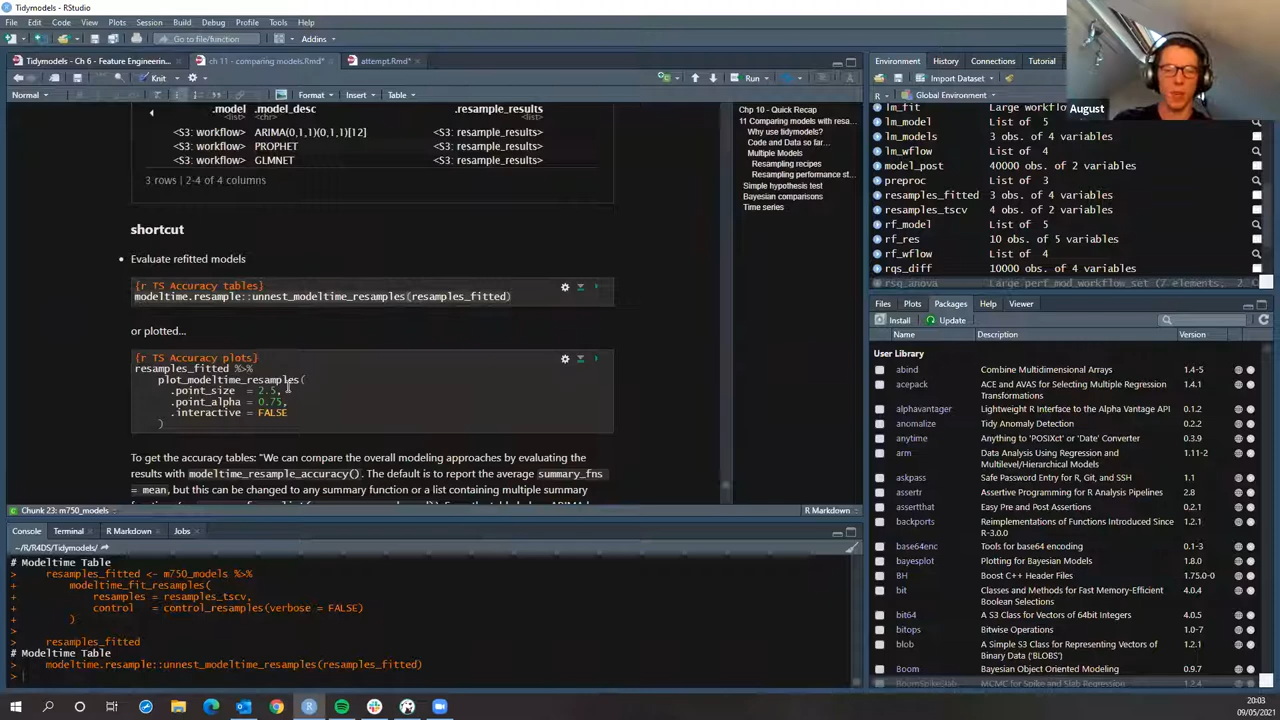 Tidymodels - RStudio
File Edit Code View Plots Session Build Debug Profile Tools Help
Go to file/function Addins
Tidymodels - Ch 6 - Feature Engineerin... ch 11 - comparing models.Rmd* attempt.Rmd*
Knit Run
Normal Format Insert Table
.model .model_desc .resample_results
<list> <chr> <list>
<S3: workflow> ARIMA(0,1,1)(0,1,1)[12] <S3: resample_results>
<S3: workflow> PROPHET <S3: resample_results>
<S3: workflow> GLMNET <S3: resample_results>
3 rows | 2-4 of 4 columns
shortcut
Evaluate refitted models
{r TS Accuracy tables}
modeltime.resample::unnest_modeltime_resamples(resamples_fitted)
or plotted...
{r TS Accuracy plots}
resamples_fitted %>%
plot_modeltime_resamples(
.point_size = 2.5,
.point_alpha = 0.75,
.interactive = FALSE
)
To get the accuracy tables: "We can compare the overall modeling approaches by evaluating the
results with modeltime_resample_accuracy(). The default is to report the average summary_fns
= mean, but this can be changed to any summary function or a list containing multiple summary
Chunk 23: m750_models R Markdown
Chp 10 - Quick Recap
11 Comparing models with resa...
Why use tidymodels?
Code and Data so far...
Multiple Models
Resampling recipes
Resampling performance st...
Simple hypothesis test
Bayesian comparisons
Time series
Console Terminal R Markdown Jobs
~/R/R4DS/Tidymodels/
# Modeltime Table
> resamples_fitted <- m750_models %>%
+ modeltime_fit_resamples(
+ resamples = resamples_tscv,
+ control = control_resamples(verbose = FALSE)
+ )
>
> resamples_fitted
# Modeltime Table
> modeltime.resample::unnest_modeltime_resamples(resamples_fitted)
>
August
Environment History Connections Tutorial
Import Dataset
R Global Environment
lm_fit Large workflo
lm_model List of 5
lm_models 3 obs. of 4 variables
lm_wflow List of 4
model_post 40000 obs. of 2 variables
preproc List of 3
resamples_fitted 3 obs. of 4 variables
resamples_tscv 4 obs. of 2 variables
rf_model List of 5
rf_res 10 obs. of 5 variables
rf_wflow List of 4
rqs_diff 10000 obs. of 4 variables
rsq_anova Large perf_mod_workflow_set (7 elements,
Files Plots Packages Help Viewer
Install Update
Name Description Version
User Library
abind Combine Multidimensional Arrays 1.4-5
acepack ACE and AVAS for Selecting Multiple Regression Transformations 1.4.1
alphavantager Lightweight R Interface to the Alpha Vantage API 0.1.2
anomalize Tidy Anomaly Detection 0.2.2
anytime Anything to 'POSIXct' or 'Date' Converter 0.3.9
arm Data Analysis Using Regression and Multilevel/Hierarchical Models 1.11-2
askpass Safe Password Entry for R, Git, and SSH 1.1
assertr Assertive Programming for R Analysis Pipelines 2.8
assertthat Easy Pre and Post Assertions 0.2.1
backports Reimplementations of Functions Introduced Since R-3.0.0 1.2.1
base64enc Tools for base64 encoding 0.1-3
bayesplot Plotting for Bayesian Models 1.8.0
BH Boost C++ Header Files 1.75.0-0
bit Classes and Methods for Fast Memory-Efficient Boolean Selections 4.0.4
bit64 A S3 Class for Vectors of 64bit Integers 4.0.5
bitops Bitwise Operations 1.0-7
blob A Simple S3 Class for Representing Vectors of Binary Data ('BLOBS') 1.2.1
Boom Bayesian Object Oriented Modeling 0.9.7
BoomSpikeSlab MCMC for Spike and Slab Regression 1.2.4
20:03
09/05/2021